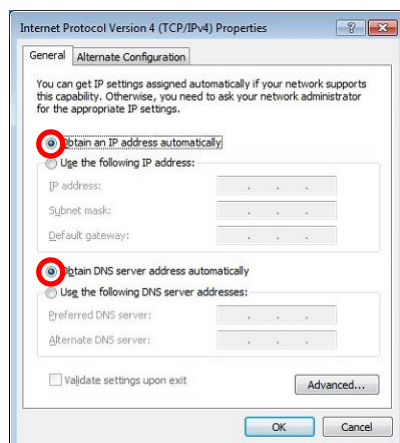 Internet Protocol Version 4 (TCP/IPv4) Properties
General Alternate Configuration
You can get IP settings assigned automatically if your network supports
this capability. Otherwise, you need to ask your network administrator
for the appropriate IP settings.
Obtain an IP address automatically
Use the following IP address:
IP address:
Subnet mask:
Default gateway:
Obtain DNS server address automatically
Use the following DNS server addresses:
Preferred DNS server:
Alternate DNS server:
Validate settings upon exit
Advanced...
OK Cancel